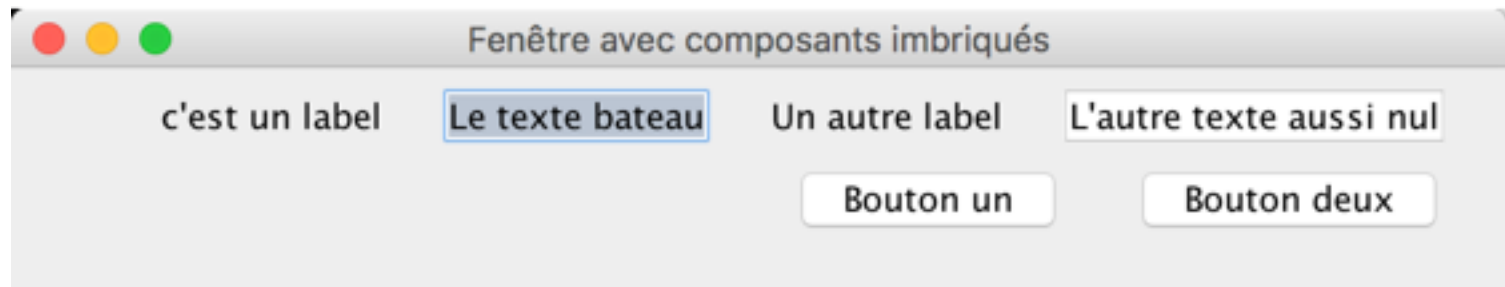 Fenêtre avec composants imbriqués
c'est un label Le texte bateau Un autre label L'autre texte aussi nul
Bouton un Bouton deux